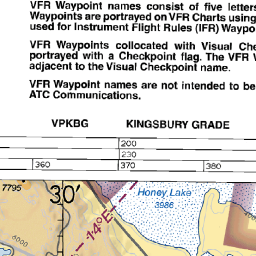 VFR Waypoint names consist of five letters
Waypoints are portrayed on VFR Charts using
used for Instrument Flight Rules (IFR) Waypo
VFR Waypoints collocated with Visual Che
portrayed with a Checkpoint flag. The VFR W
adjacent to the Visual Checkpoint name.
VFR Waypoint names are not intended to be
ATC Communications.
VPKBG KINGSBURY GRADE
200
230
360 370 380
7795 30' Honey Lake
3986
14°E
4000